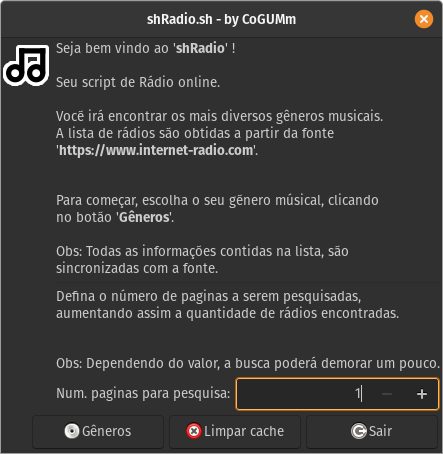 shRadio.sh - by CoGUMm
Seja bem vindo ao 'shRadio' !
Seu script de Rádio online.
Você irá encontrar os mais diversos gêneros musicais.
A lista de rádios são obtidas a partir da fonte
'https://www.internet-radio.com'.
Para começar, escolha o seu gênero músical, clicando
no botão 'Gêneros'.
Obs: Todas as informações contidas na lista, são
sincronizadas com a fonte.
Defina o número de paginas a serem pesquisadas,
aumentando assim a quantidade de rádios encontradas.
Obs: Dependendo do valor, a busca poderá demorar um pouco.
Num. paginas para pesquisa: 1 − +
Gêneros Limpar cache Sair